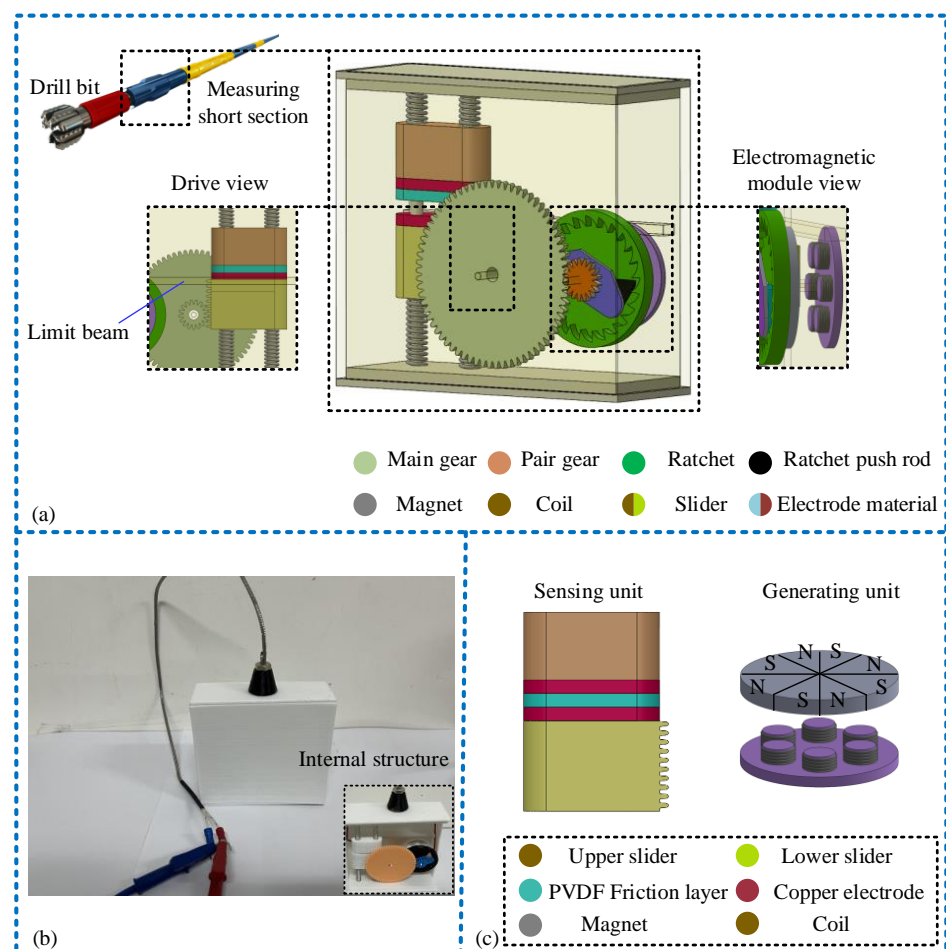 Drill bit
Measuring
short section
Drive view
Electromagnetic
module view
Limit beam
Main gear
Pair gear
Ratchet
Ratchet push rod
Magnet
Coil
Slider
Electrode material
(a)
Internal structure
(b)
Sensing unit
Generating unit
N S
S N
N S
S N
Upper slider
Lower slider
PVDF Friction layer
Copper electrode
Magnet
Coil
(c)